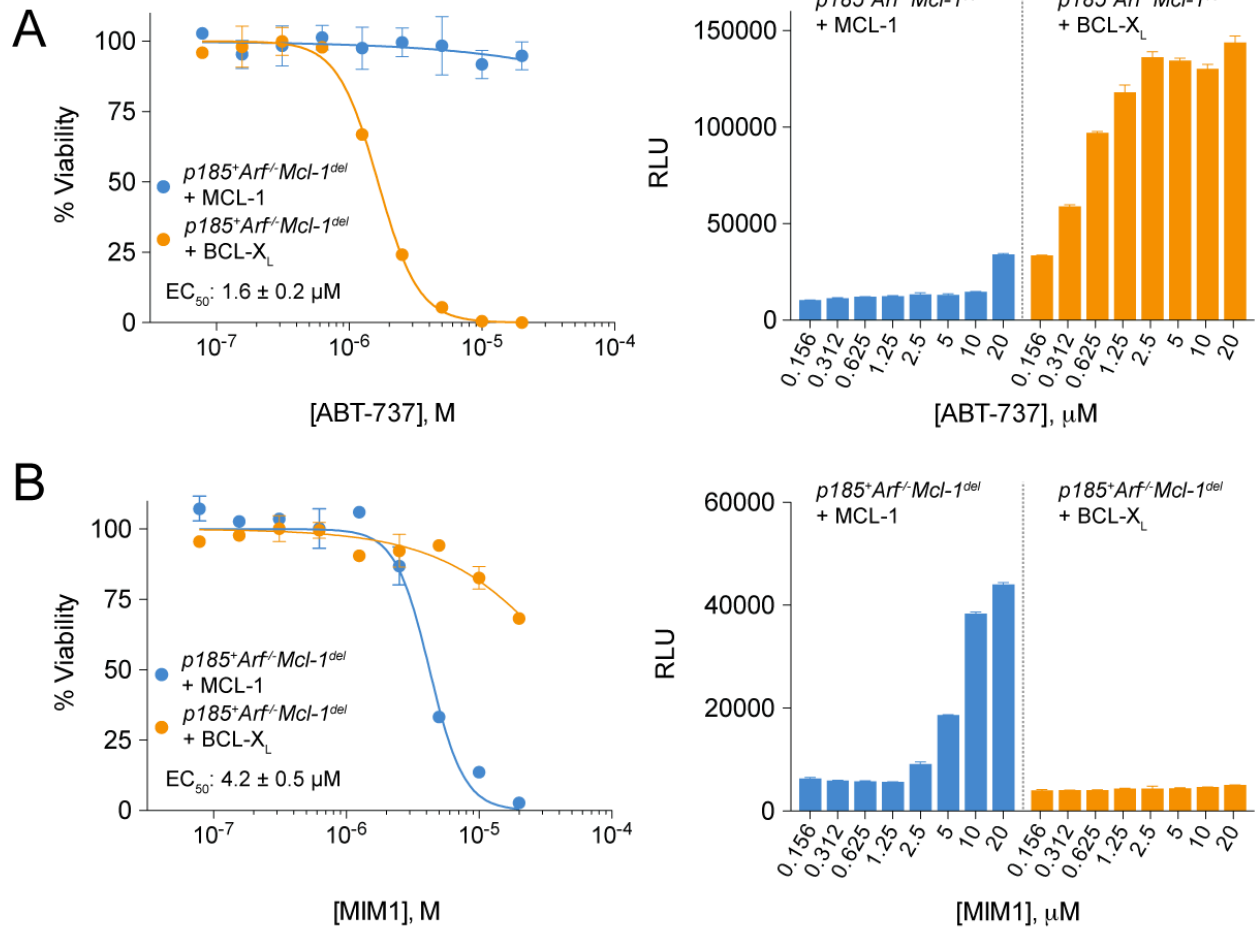 A
% Viability
100
75
50
25
0
p185⁺Arf⁻/⁻Mcl-1ᵈᵉˡ
+ MCL-1
p185⁺Arf⁻/⁻Mcl-1ᵈᵉˡ
+ BCL-X_L
EC₅₀: 1.6 ± 0.2 µM
10⁻⁷
10⁻⁶
10⁻⁵
10⁻⁴
[ABT-737], M
+ MCL-1
+ BCL-X_L
RLU
150000
100000
50000
0
0.156
0.312
0.625
1.25
2.5
5
10
20
0.156
0.312
0.625
1.25
2.5
5
10
20
[ABT-737], µM
B
% Viability
100
75
50
25
0
p185⁺Arf⁻/⁻Mcl-1ᵈᵉˡ
+ MCL-1
p185⁺Arf⁻/⁻Mcl-1ᵈᵉˡ
+ BCL-X_L
EC₅₀: 4.2 ± 0.5 µM
10⁻⁷
10⁻⁶
10⁻⁵
10⁻⁴
[MIM1], M
p185⁺Arf⁻/⁻Mcl-1ᵈᵉˡ
+ MCL-1
p185⁺Arf⁻/⁻Mcl-1ᵈᵉˡ
+ BCL-X_L
RLU
60000
40000
20000
0
0.156
0.312
0.625
1.25
2.5
5
10
20
0.156
0.312
0.625
1.25
2.5
5
10
20
[MIM1], µM